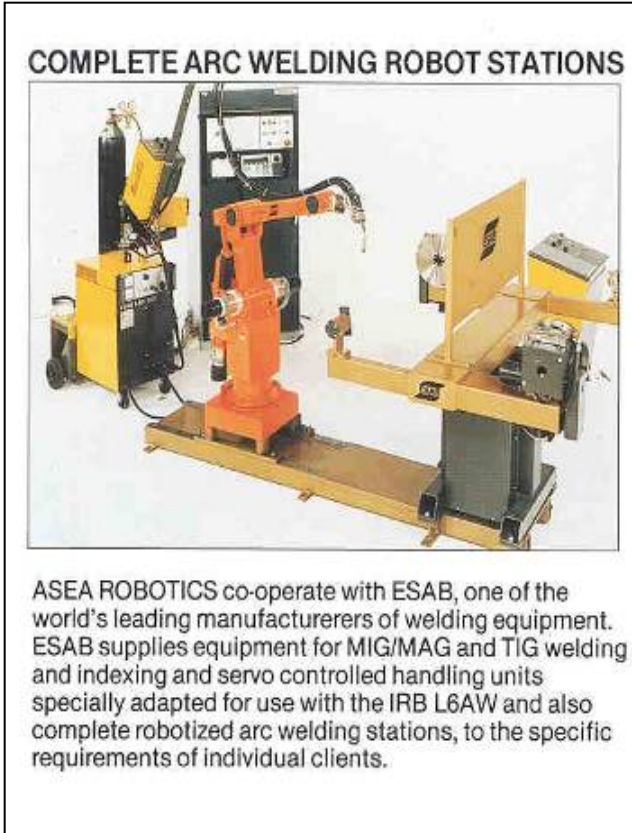 COMPLETE ARC WELDING ROBOT STATIONS
ASEA ROBOTICS co-operate with ESAB, one of the
world's leading manufacturerers of welding equipment.
ESAB supplies equipment for MIG/MAG and TIG welding
and indexing and servo controlled handling units
specially adapted for use with the IRB L6AW and also
complete robotized arc welding stations, to the specific
requirements of individual clients.